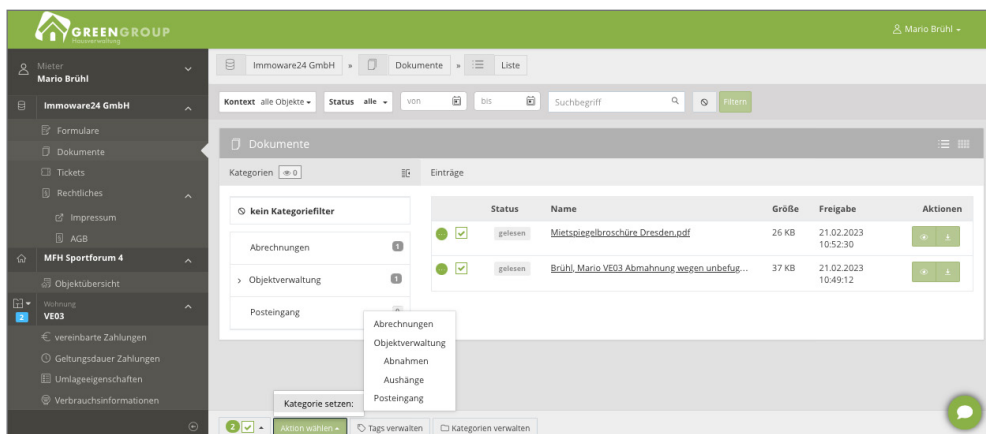 GREENGROUP
Hausverwaltung
Mario Brühl
Mieter
Mario Brühl
Immoware24 GmbH
Formulare
Dokumente
Tickets
Rechtliches
Impressum
AGB
MFH Sportforum 4
Objektübersicht
Wohnung
VE03
2
vereinbarte Zahlungen
Geltungsdauer Zahlungen
Umlageeigenschaften
Verbrauchsinformationen
Immoware24 GmbH » Dokumente » Liste
Kontext alle Objekte Status alle von bis Suchbegriff Filtern
Dokumente
Kategorien 0 Einträge
kein Kategoriefilter
Abrechnungen 1
Objektverwaltung 1
Posteingang 0
Status Name Größe Freigabe Aktionen
gelesen Mietspiegelbroschüre Dresden.pdf 26 KB 21.02.2023
10:52:30
gelesen Brühl, Mario VE03 Abmahnung wegen unbefug... 37 KB 21.02.2023
10:49:12
Abrechnungen
Objektverwaltung
Abnahmen
Aushänge
Posteingang
Kategorie setzen:
2 Aktion wählen Tags verwalten Kategorien verwalten